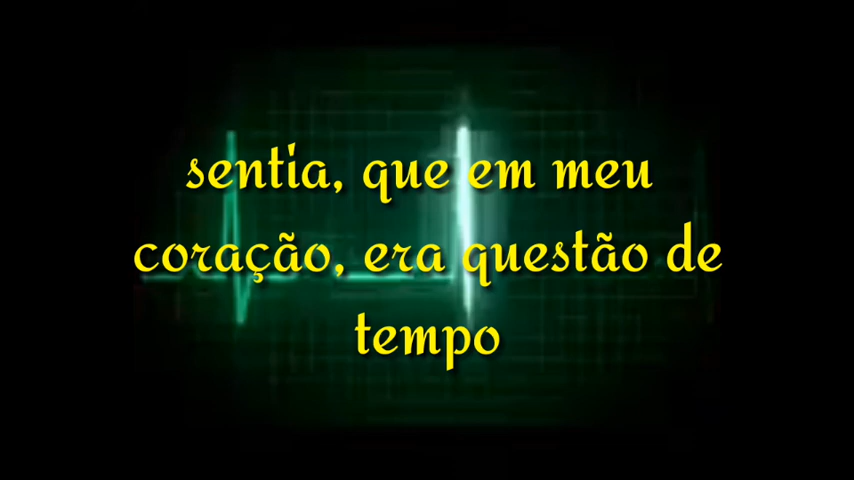 sentia, que em meu
coração, era questão de
tempo